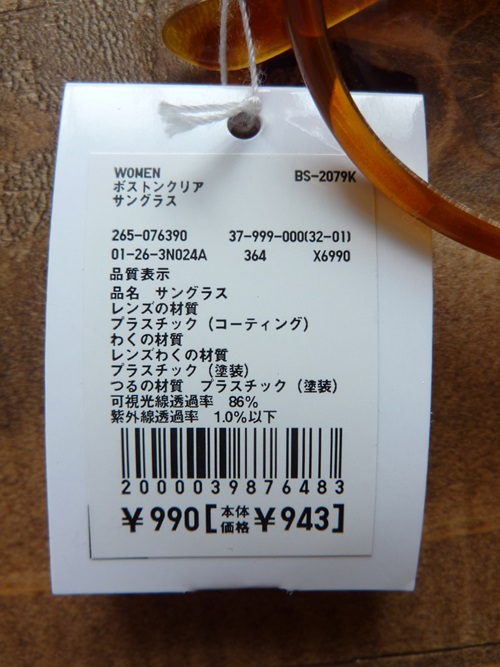 WOMEN BS-2079K
ボストンクリア
サングラス
265-076390 37-999-000(32-01)
01-26-3N024A 364 X6990
品質表示
品名 サングラス
レンズの材質
プラスチック (コーティング)
わくの材質
レンズわくの材質
プラスチック (塗装)
つるの材質 プラスチック (塗装)
可視光線透過率 86%
紫外線透過率 1.0%以下
2000039876483
¥990[本体価格¥943]